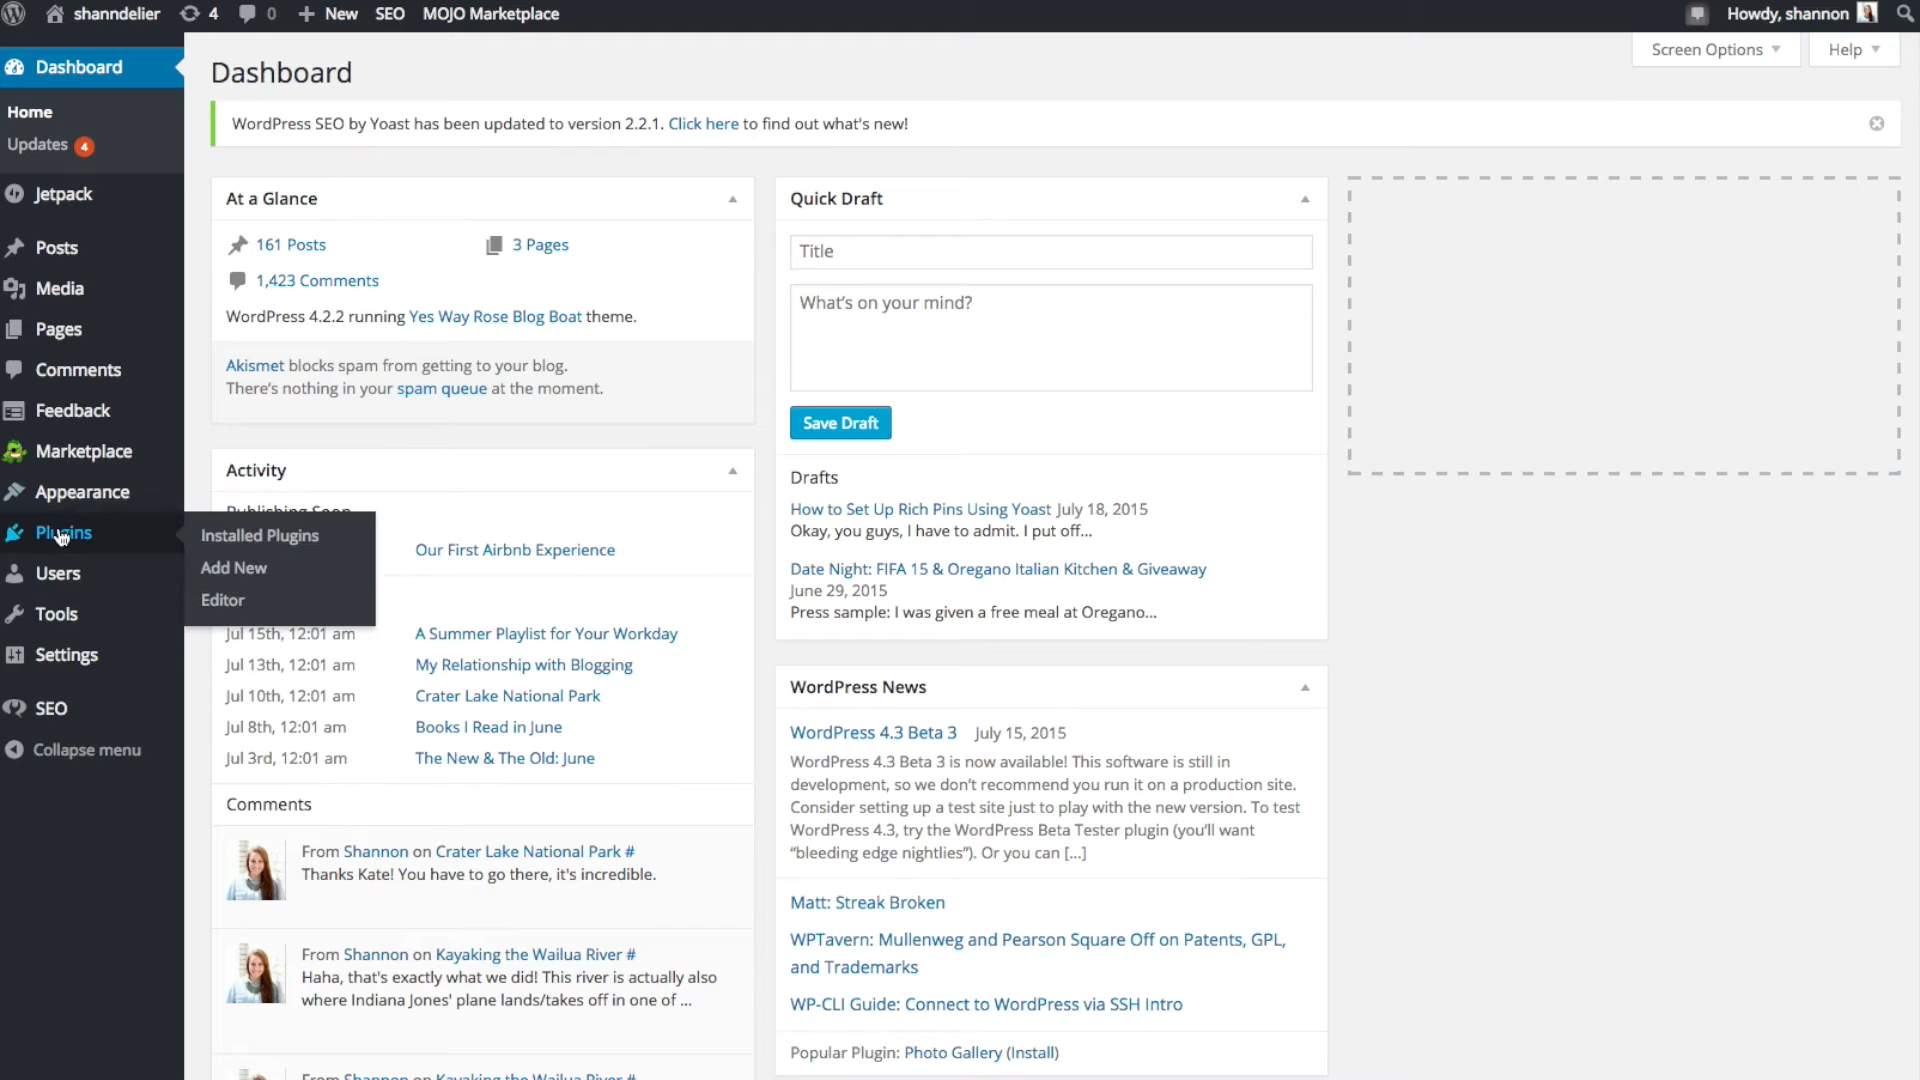 shanndelier 4 0 New SEO MOJO Marketplace Howdy, shannon
Screen Options Help
Dashboard
Home
Updates 4
Jetpack
Posts
Media
Pages
Comments
Feedback
Marketplace
Appearance
Plugins
Users
Tools
Settings
SEO
Collapse menu
Installed Plugins
Add New
Editor
Dashboard
WordPress SEO by Yoast has been updated to version 2.2.1. Click here to find out what's new!
At a Glance
161 Posts 3 Pages
1,423 Comments
WordPress 4.2.2 running Yes Way Rose Blog Boat theme.
Akismet blocks spam from getting to your blog.
There's nothing in your spam queue at the moment.
Activity
Publishing Soon
Our First Airbnb Experience
Jul 15th, 12:01 am A Summer Playlist for Your Workday
Jul 13th, 12:01 am My Relationship with Blogging
Jul 10th, 12:01 am Crater Lake National Park
Jul 8th, 12:01 am Books I Read in June
Jul 3rd, 12:01 am The New & The Old: June
Comments
From Shannon on Crater Lake National Park #
Thanks Kate! You have to go there, it's incredible.
From Shannon on Kayaking the Wailua River #
Haha, that's exactly what we did! This river is actually also
where Indiana Jones' plane lands/takes off in one of ...
From Shannon on Kayaking the Wailua River #
Quick Draft
Title
What's on your mind?
Save Draft
Drafts
How to Set Up Rich Pins Using Yoast July 18, 2015
Okay, you guys, I have to admit. I put off...
Date Night: FIFA 15 & Oregano Italian Kitchen & Giveaway
June 29, 2015
Press sample: I was given a free meal at Oregano...
WordPress News
WordPress 4.3 Beta 3 July 15, 2015
WordPress 4.3 Beta 3 is now available! This software is still in
development, so we don't recommend you run it on a production site.
Consider setting up a test site just to play with the new version. To test
WordPress 4.3, try the WordPress Beta Tester plugin (you'll want
“bleeding edge nightlies”). Or you can [...]
Matt: Streak Broken
WPTavern: Mullenweg and Pearson Square Off on Patents, GPL,
and Trademarks
WP-CLI Guide: Connect to WordPress via SSH Intro
Popular Plugin: Photo Gallery (Install)